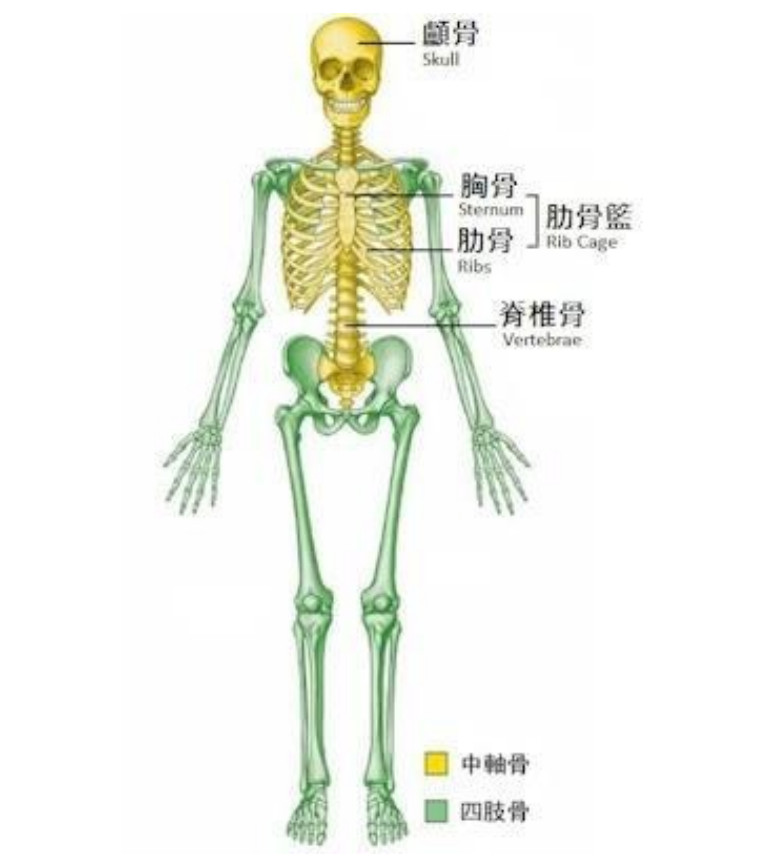 顱骨
Skull
胸骨
Sternum
肋骨籃
Rib Cage
肋骨
Ribs
脊椎骨
Vertebrae
中軸骨
四肢骨